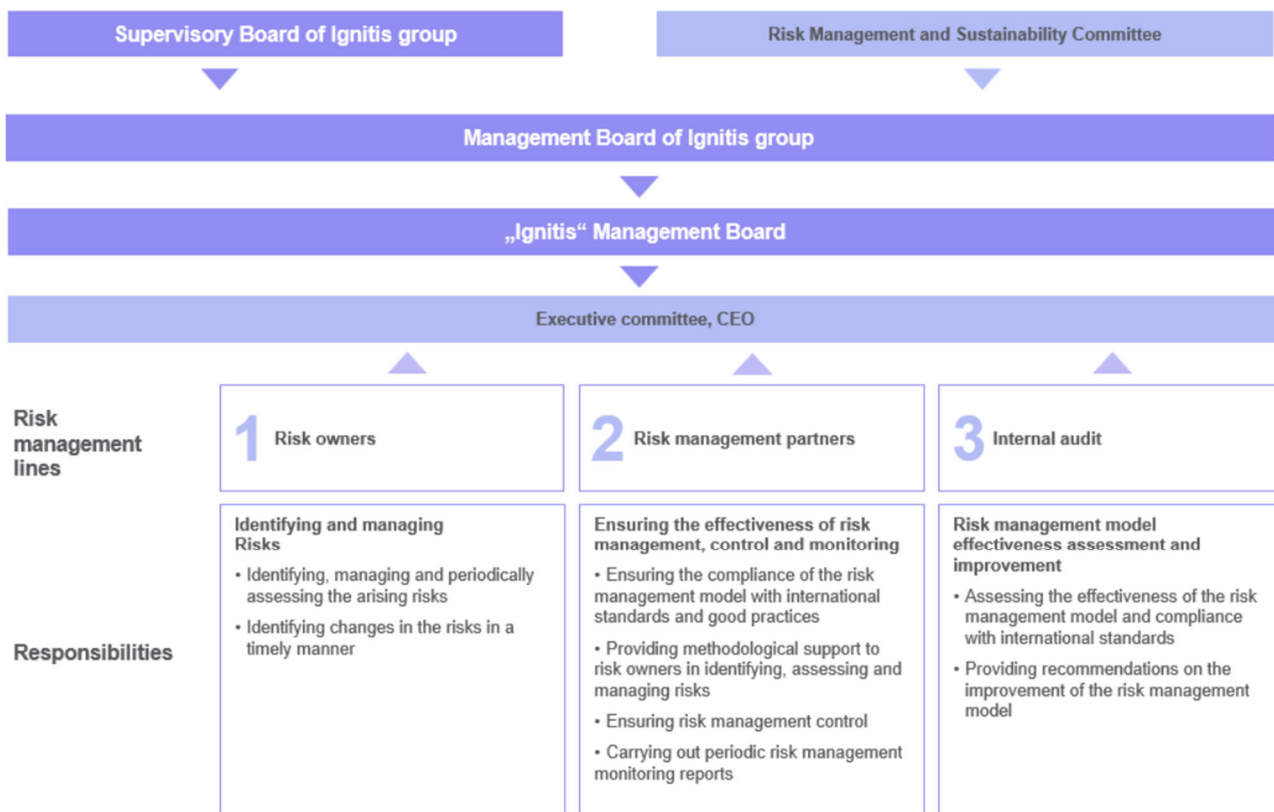 Supervisory Board of Ignitis group
Risk Management and Sustainability Committee
Management Board of Ignitis group
„Ignitis“ Management Board
Executive committee, CEO
Risk
management
lines
1 Risk owners
2 Risk management partners
3 Internal audit
Responsibilities
Identifying and managing
Risks
• Identifying, managing and periodically
assessing the arising risks
• Identifying changes in the risks in a
timely manner
Ensuring the effectiveness of risk
management, control and monitoring
• Ensuring the compliance of the risk
management model with international
standards and good practices
• Providing methodological support to
risk owners in identifying, assessing and
managing risks
• Ensuring risk management control
• Carrying out periodic risk management
monitoring reports
Risk management model
effectiveness assessment and
improvement
• Assessing the effectiveness of the risk
management model and compliance
with international standards
• Providing recommendations on the
improvement of the risk management
model